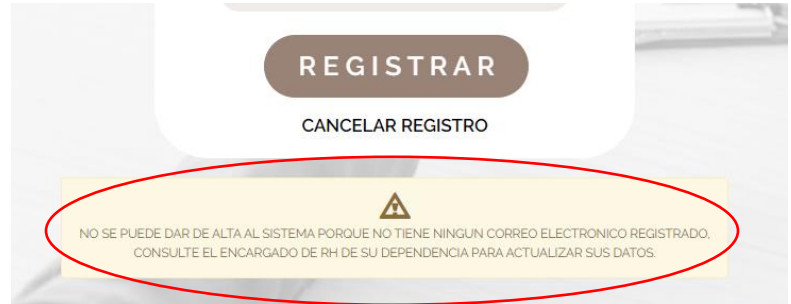 REGISTRAR
CANCELAR REGISTRO
NO SE PUEDE DAR DE ALTA AL SISTEMA PORQUE NO TIENE NINGUN CORREO ELECTRONICO REGISTRADO,
CONSULTE EL ENCARGADO DE RH DE SU DEPENDENCIA PARA ACTUALIZAR SUS DATOS.